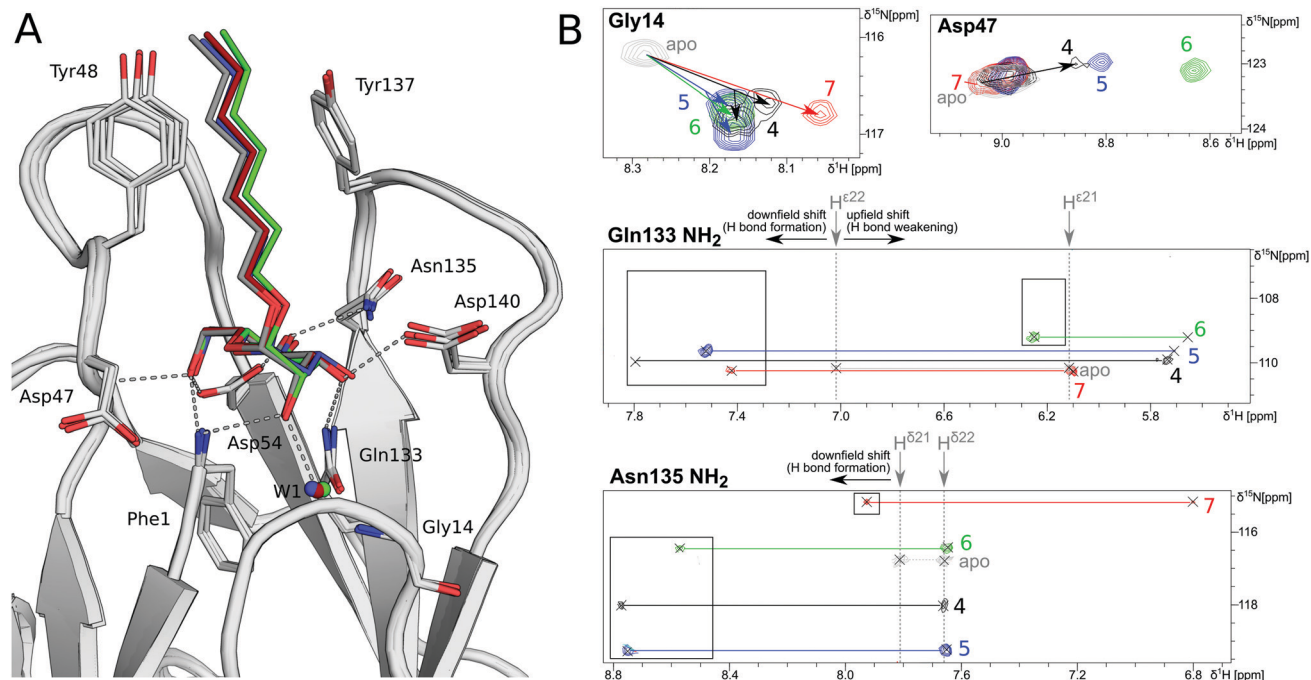 A
Tyr48
Tyr137
Asn135
Asp140
Asp47
Asp54
Gln133
W1
Phe1
Gly14
B
Gly14
apo
5
6
4
7
δ¹⁵N[ppm]
116
117
8.3 8.2 8.1
δ¹H [ppm]
Asp47
4
5
6
7
apo
δ¹⁵N[ppm]
123
124
9.0 8.8 8.6
δ¹H [ppm]
Hε22
Hε21
downfield shift
(H bond formation)
upfield shift
(H bond weakening)
Gln133 NH₂
δ¹⁵N[ppm]
108
110
6
5
4
apo
7
7.8 7.4 7.0 6.6 6.2 5.8
δ¹H [ppm]
Hδ21
Hδ22
downfield shift
(H bond formation)
Asn135 NH₂
δ¹⁵N[ppm]
116
118
7
6
apo
4
5
8.8 8.4 8.0 7.6 7.2 6.8
δ¹H [ppm]